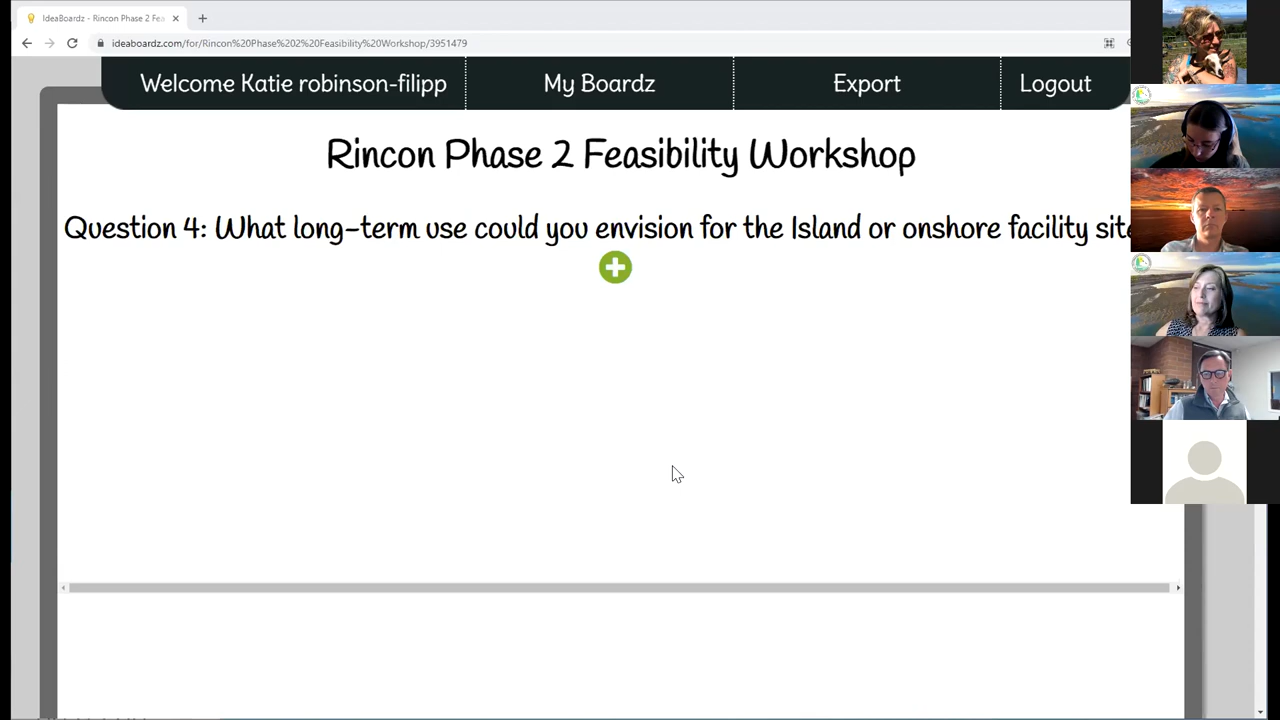 IdeaBoardz - Rincon Phase 2 Fea
ideaboardz.com/for/Rincon%20Phase%202%20Feasibility%20Workshop/3951475
Welcome Katie robinson-filipp
My Boardz
Export
Logout
Rincon Phase 2 Feasibility Workshop
Question 4: What long-term use could you envision for the Island or onshore facility site